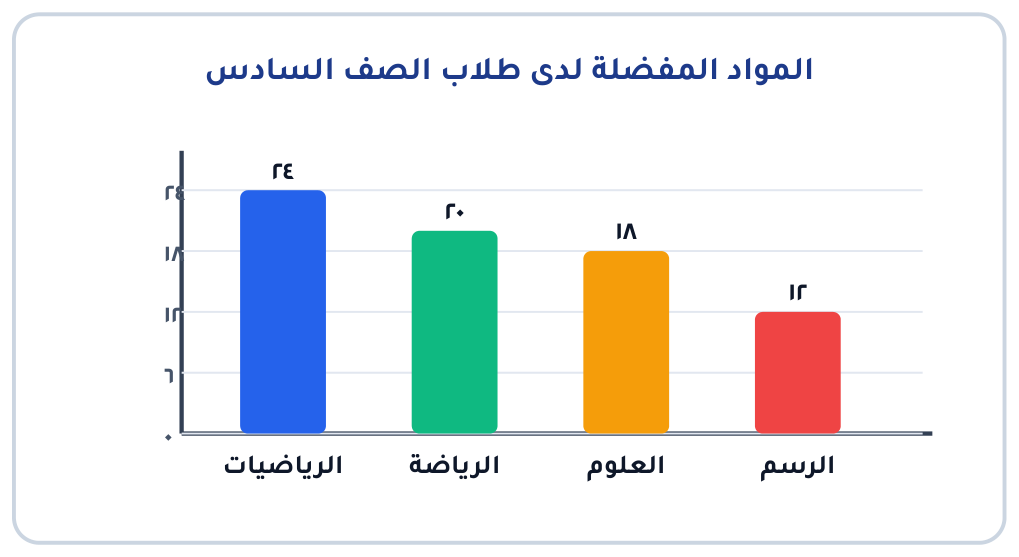 المواد المفضلة لدى طلاب الصف السادس
٢٤
٢٠
١٨
١٢
٢٤
١٨
١٢
٦
٠
الرياضيات
الرياضة
العلوم
الرسم